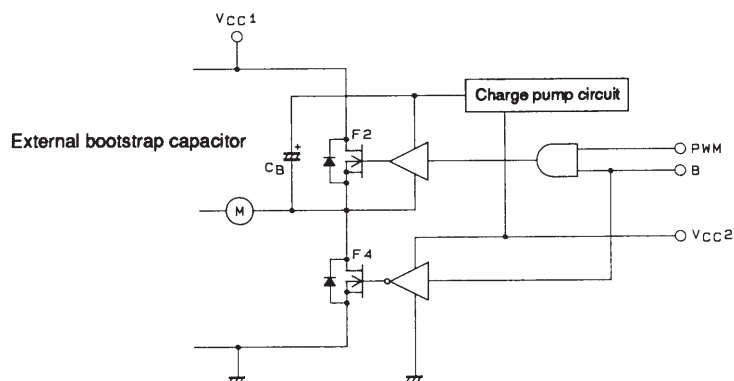 VCC1
Charge pump circuit
External bootstrap capacitor
F2
+
CB
PWM
B
M
VCC2
F4